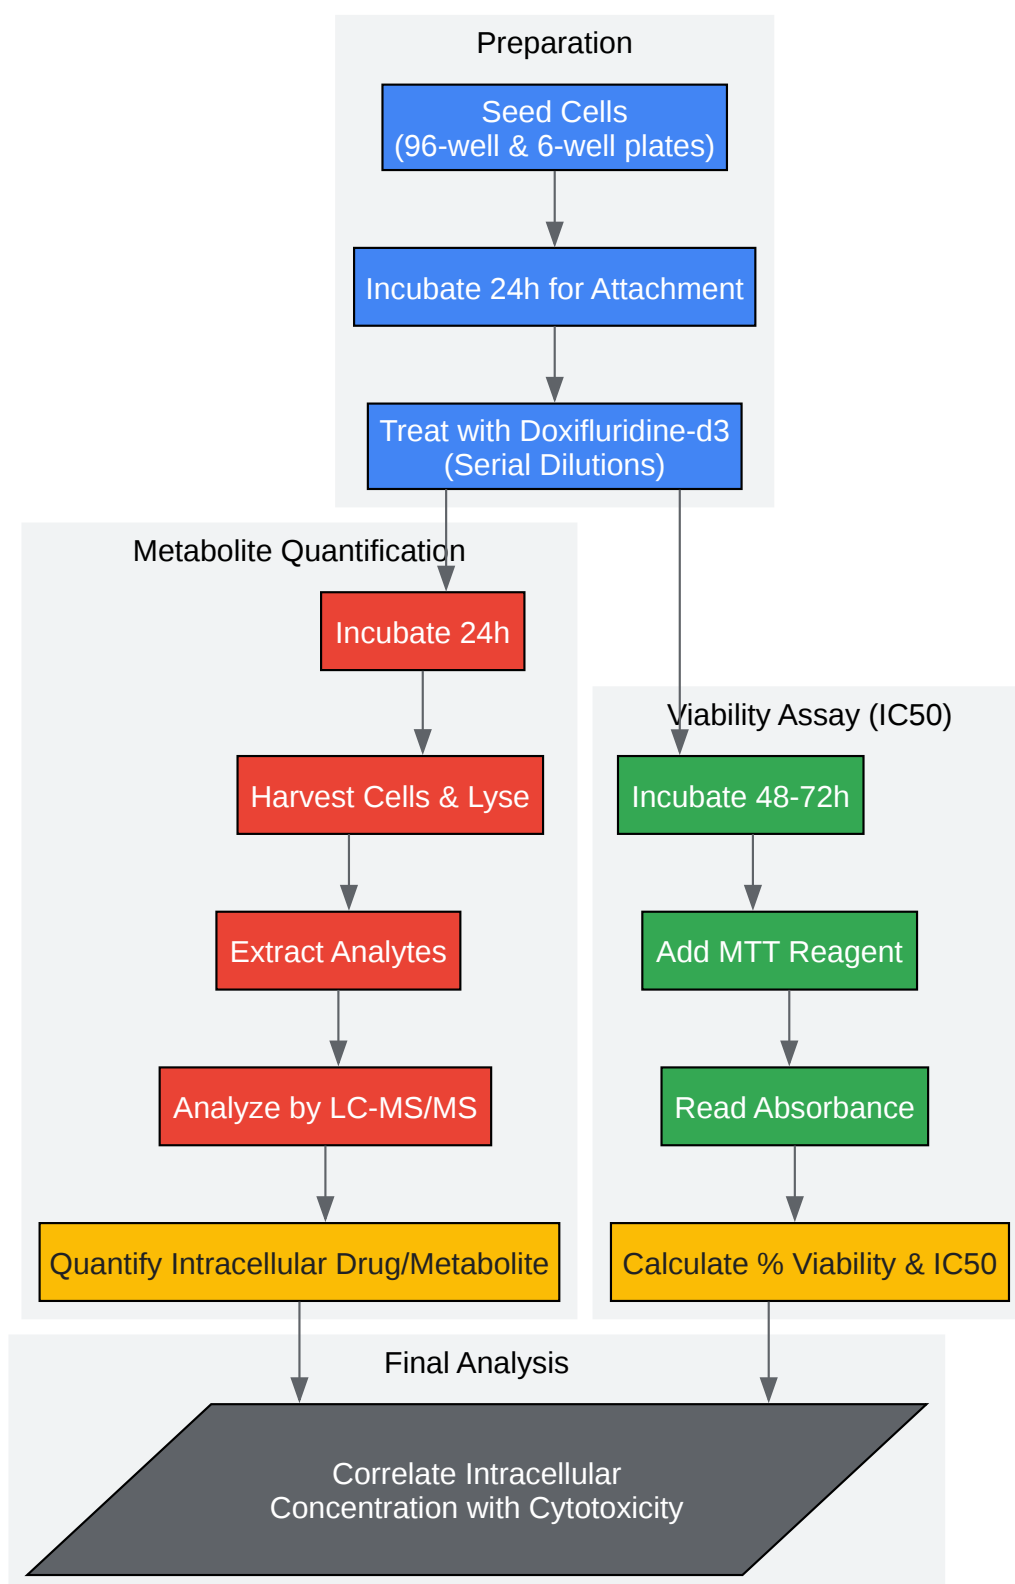 Preparation
Seed Cells
(96-well & 6-well plates)
Incubate 24h for Attachment
Treat with Doxifluridine-d3
(Serial Dilutions)
Metabolite Quantification
Incubate 24h
Harvest Cells & Lyse
Extract Analytes
Analyze by LC-MS/MS
Quantify Intracellular Drug/Metabolite
Viability Assay (IC50)
Incubate 48-72h
Add MTT Reagent
Read Absorbance
Calculate % Viability & IC50
Final Analysis
Correlate Intracellular
Concentration with Cytotoxicity